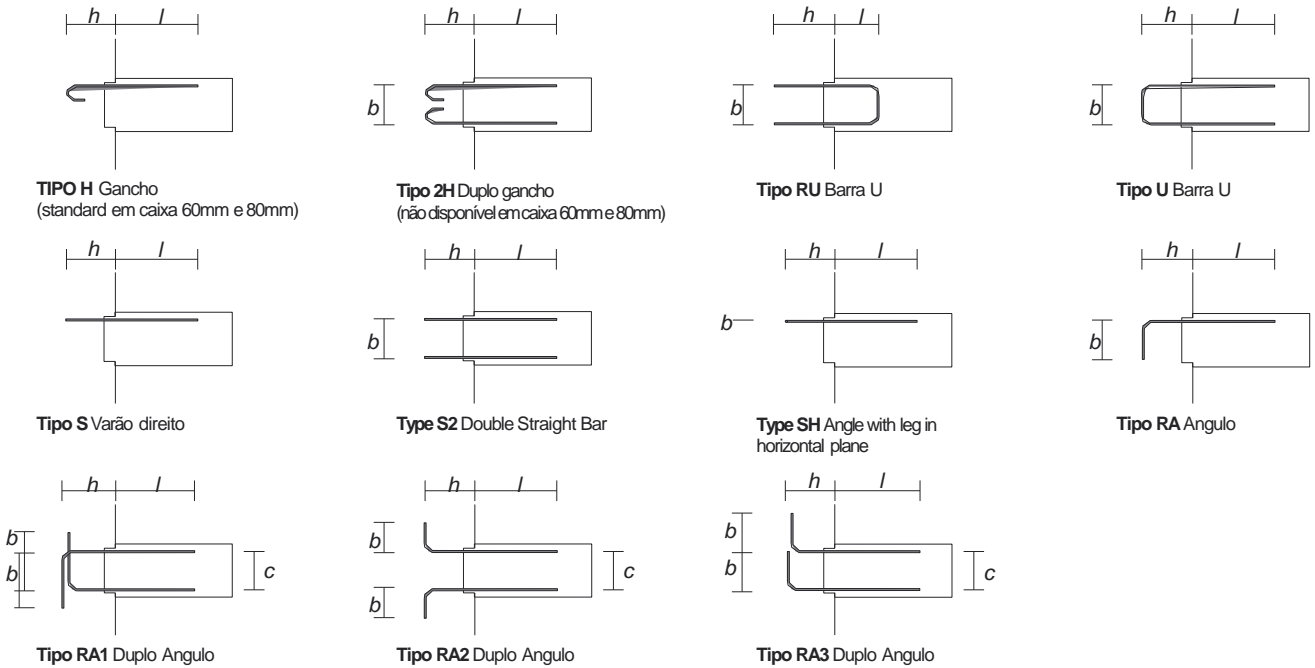 h l
h l
h l
h l
b
b
b
TIPO H Gancho
(standard em caixa 60mm e 80mm)
Tipo 2H Duplo gancho
(não disponível em caixa 60mm e 80mm)
Tipo RU Barra U
Tipo U Barra U
h l
h l
h l
h l
b
b
b
Tipo S Varão direito
Type S2 Double Straight Bar
Type SH Angle with leg in
horizontal plane
Tipo RA Angulo
h l
h l
h l
b
b
c
b
b
c
b
b
c
Tipo RA1 Duplo Angulo
Tipo RA2 Duplo Angulo
Tipo RA3 Duplo Angulo